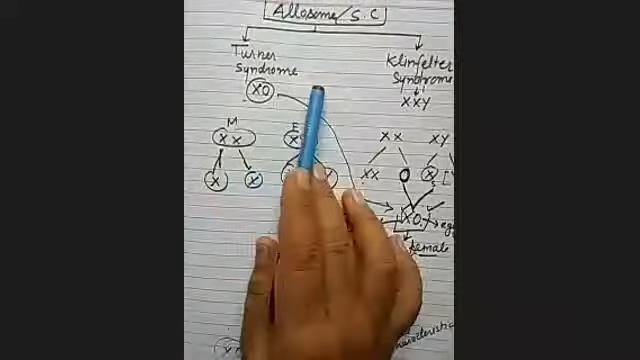 Allosome/S.C
Turner
Syndrome
XO
Klinfelter
Syndrome
XXY
M
XX
X
X
F
XX
XY
XX
O
X
XO
female